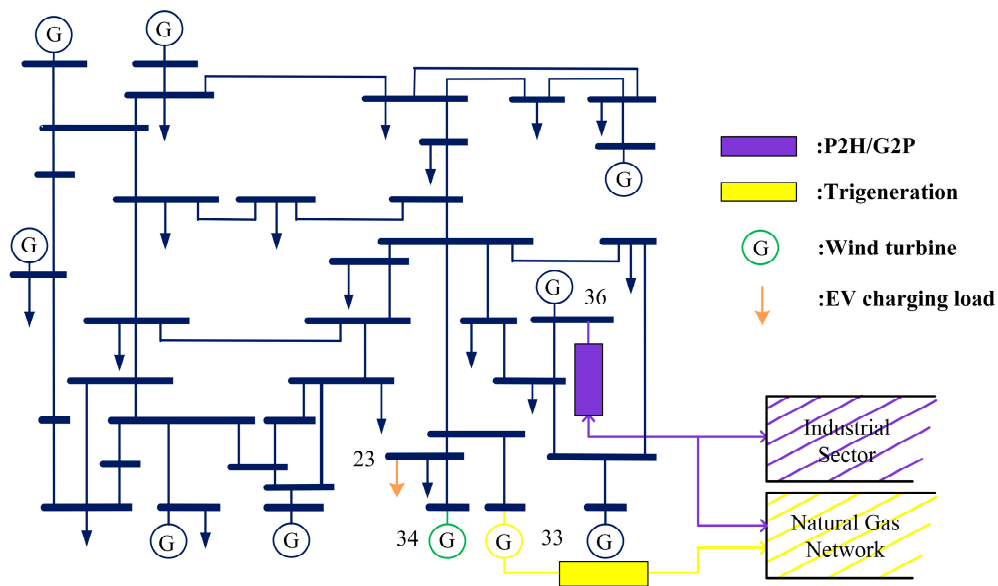 G
G
:P2H/G2P
G
:Trigeneration
G
G
:Wind turbine
G
36
:EV charging load
Industrial
Sector
23
34
G
G
33
G
G
G
Natural Gas
Network